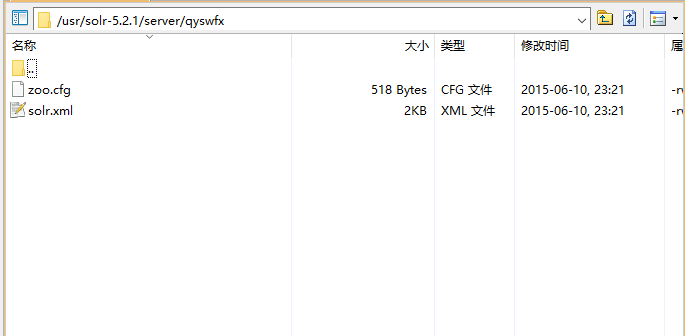 /usr/solr-5.2.1/server/qyswfx
名称 大小 类型 修改时间 属
..
zoo.cfg 518 Bytes CFG 文件 2015-06-10, 23:21 -rw
solr.xml 2KB XML 文件 2015-06-10, 23:21 -rw